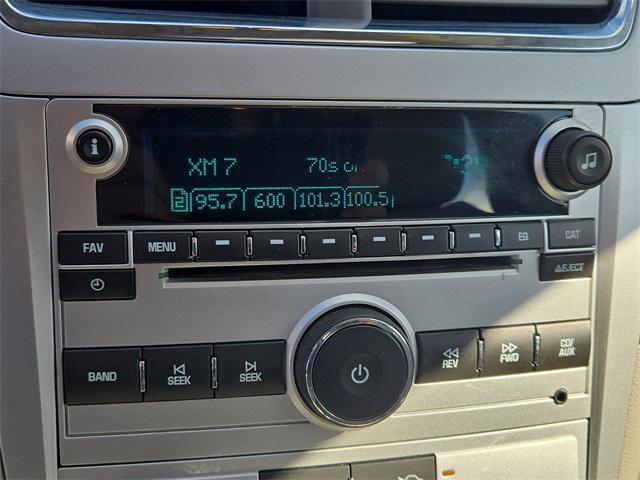 i
XM 7 70s on
2 95.7 600 101.3 100.5
FAV MENU EQ CAT
EJECT
BAND SEEK SEEK REV FWD CD/AUX